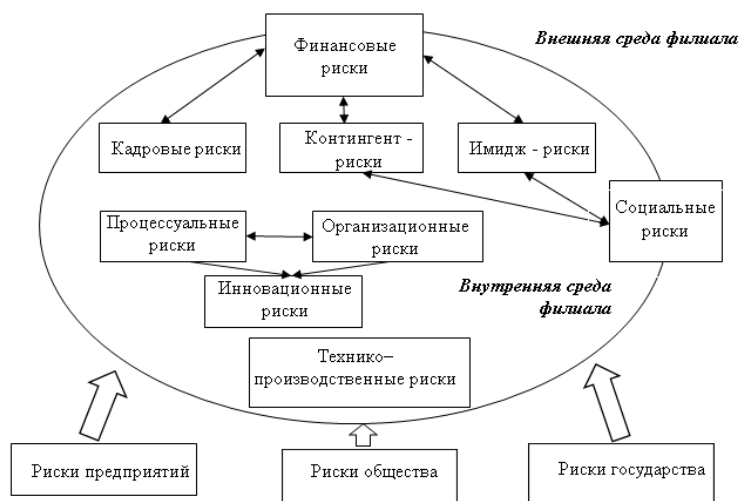 Внешняя среда филиала
Финансовые
риски
Кадровые риски
Контингент -
риски
Имидж - риски
Социальные
риски
Процессуальные
риски
Организационные
риски
Инновационные
риски
Внутренняя среда
филиала
Технико–
производственные риски
Риски предприятий
Риски общества
Риски государства